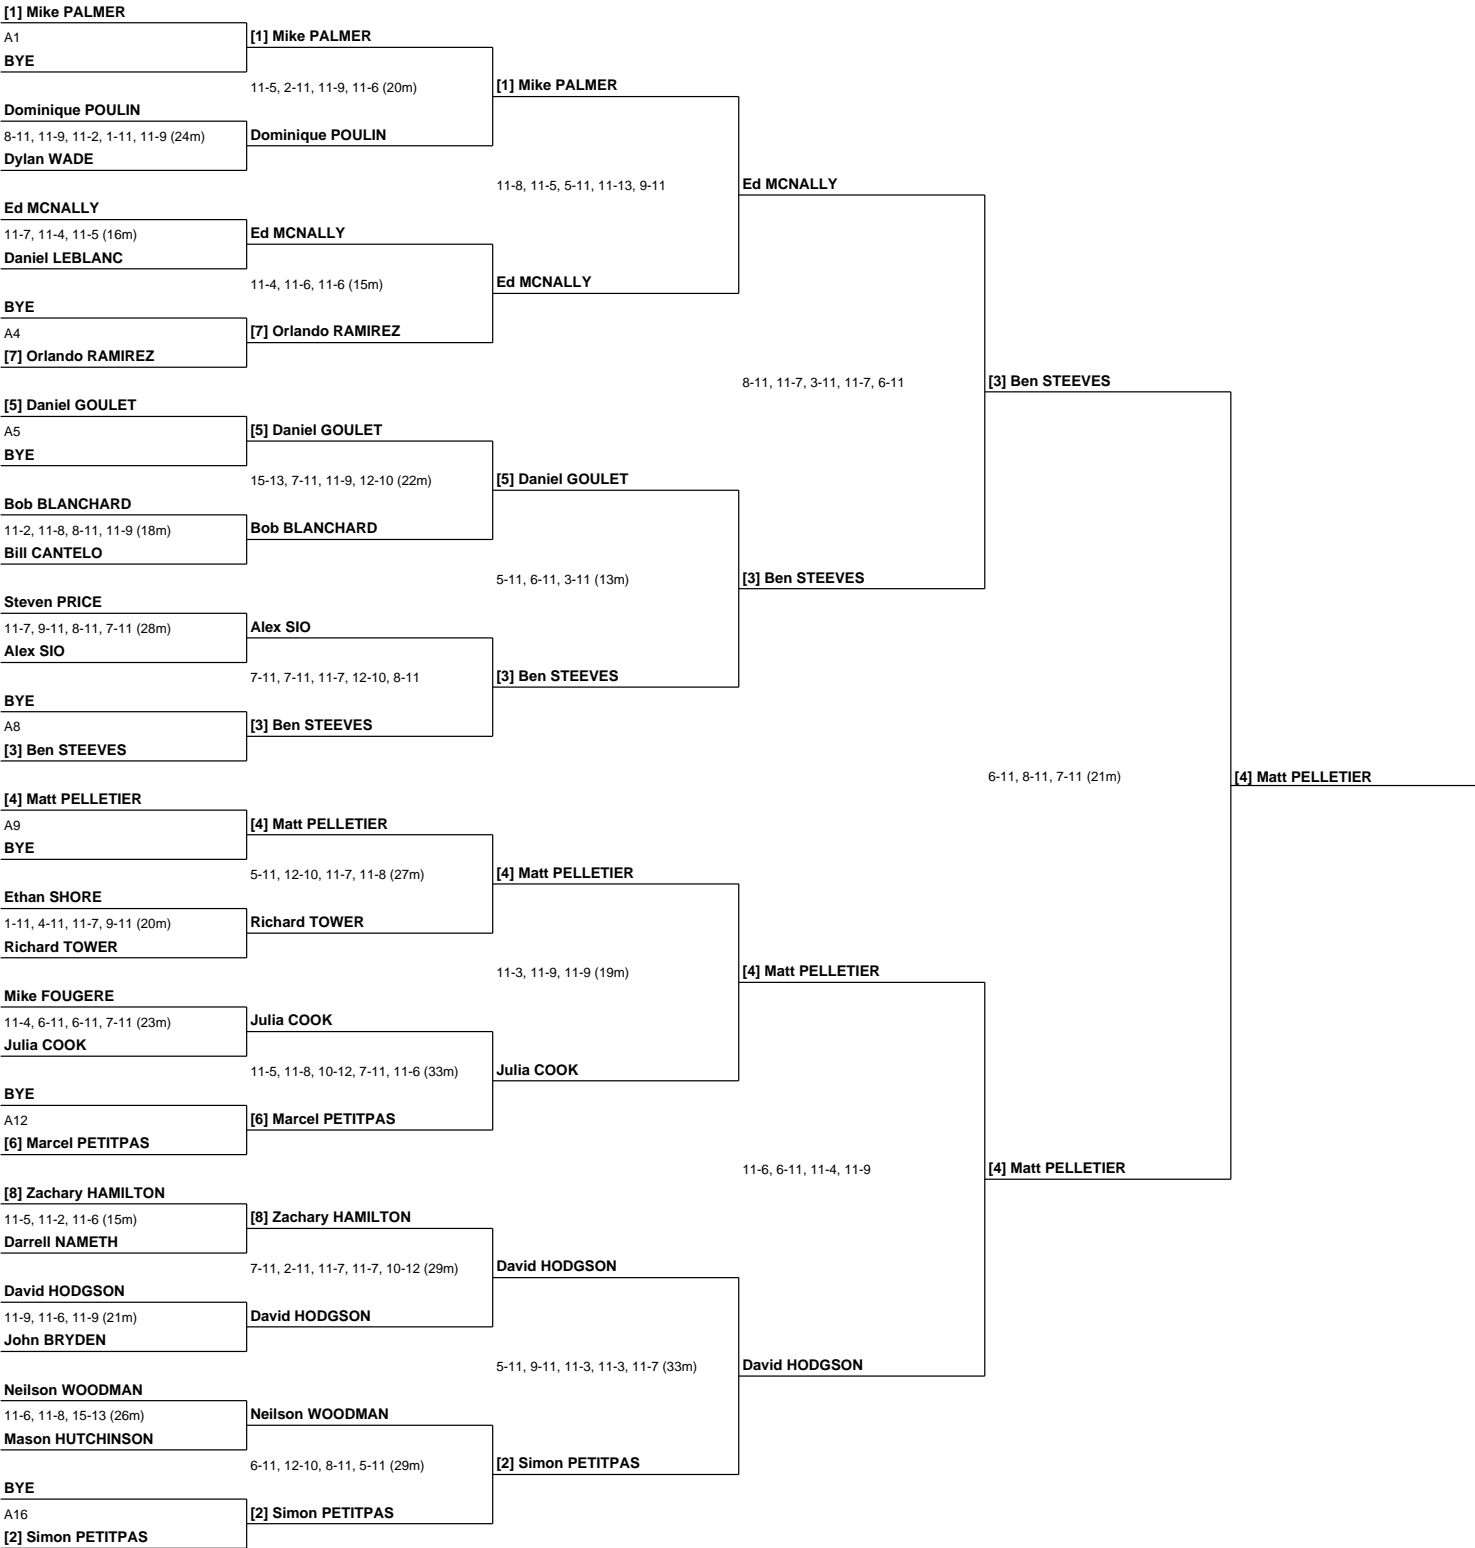 [1] Mike PALMER
A1
BYE
[1] Mike PALMER
11-5, 2-11, 11-9, 11-6 (20m)
[1] Mike PALMER
Dominique POULIN
8-11, 11-9, 11-2, 1-11, 11-9 (24m)
Dylan WADE
Dominique POULIN
11-8, 11-5, 5-11, 11-13, 9-11
Ed MCNALLY
Ed MCNALLY
11-7, 11-4, 11-5 (16m)
Daniel LEBLANC
Ed MCNALLY
11-4, 11-6, 11-6 (15m)
Ed MCNALLY
BYE
A4
[7] Orlando RAMIREZ
[7] Orlando RAMIREZ
8-11, 11-7, 3-11, 11-7, 6-11
[3] Ben STEEVES
[5] Daniel GOULET
A5
BYE
[5] Daniel GOULET
15-13, 7-11, 11-9, 12-10 (22m)
[5] Daniel GOULET
Bob BLANCHARD
11-2, 11-8, 8-11, 11-9 (18m)
Bill CANTELO
Bob BLANCHARD
5-11, 6-11, 3-11 (13m)
[3] Ben STEEVES
Steven PRICE
11-7, 9-11, 8-11, 7-11 (28m)
Alex SIO
Alex SIO
7-11, 7-11, 11-7, 12-10, 8-11
[3] Ben STEEVES
BYE
A8
[3] Ben STEEVES
[3] Ben STEEVES
6-11, 8-11, 7-11 (21m)
[4] Matt PELLETIER
[4] Matt PELLETIER
A9
BYE
[4] Matt PELLETIER
5-11, 12-10, 11-7, 11-8 (27m)
[4] Matt PELLETIER
Ethan SHORE
1-11, 4-11, 11-7, 9-11 (20m)
Richard TOWER
Richard TOWER
11-3, 11-9, 11-9 (19m)
[4] Matt PELLETIER
Mike FOUGERE
11-4, 6-11, 6-11, 7-11 (23m)
Julia COOK
Julia COOK
11-5, 11-8, 10-12, 7-11, 11-6 (33m)
Julia COOK
BYE
A12
[6] Marcel PETITPAS
[6] Marcel PETITPAS
11-6, 6-11, 11-4, 11-9
[4] Matt PELLETIER
[8] Zachary HAMILTON
11-5, 11-2, 11-6 (15m)
Darrell NAMETH
[8] Zachary HAMILTON
7-11, 2-11, 11-7, 11-7, 10-12 (29m)
David HODGSON
David HODGSON
11-9, 11-6, 11-9 (21m)
John BRYDEN
David HODGSON
5-11, 9-11, 11-3, 11-3, 11-7 (33m)
David HODGSON
Neilson WOODMAN
11-6, 11-8, 15-13 (26m)
Mason HUTCHINSON
Neilson WOODMAN
6-11, 12-10, 8-11, 5-11 (29m)
[2] Simon PETITPAS
BYE
A16
[2] Simon PETITPAS
[2] Simon PETITPAS